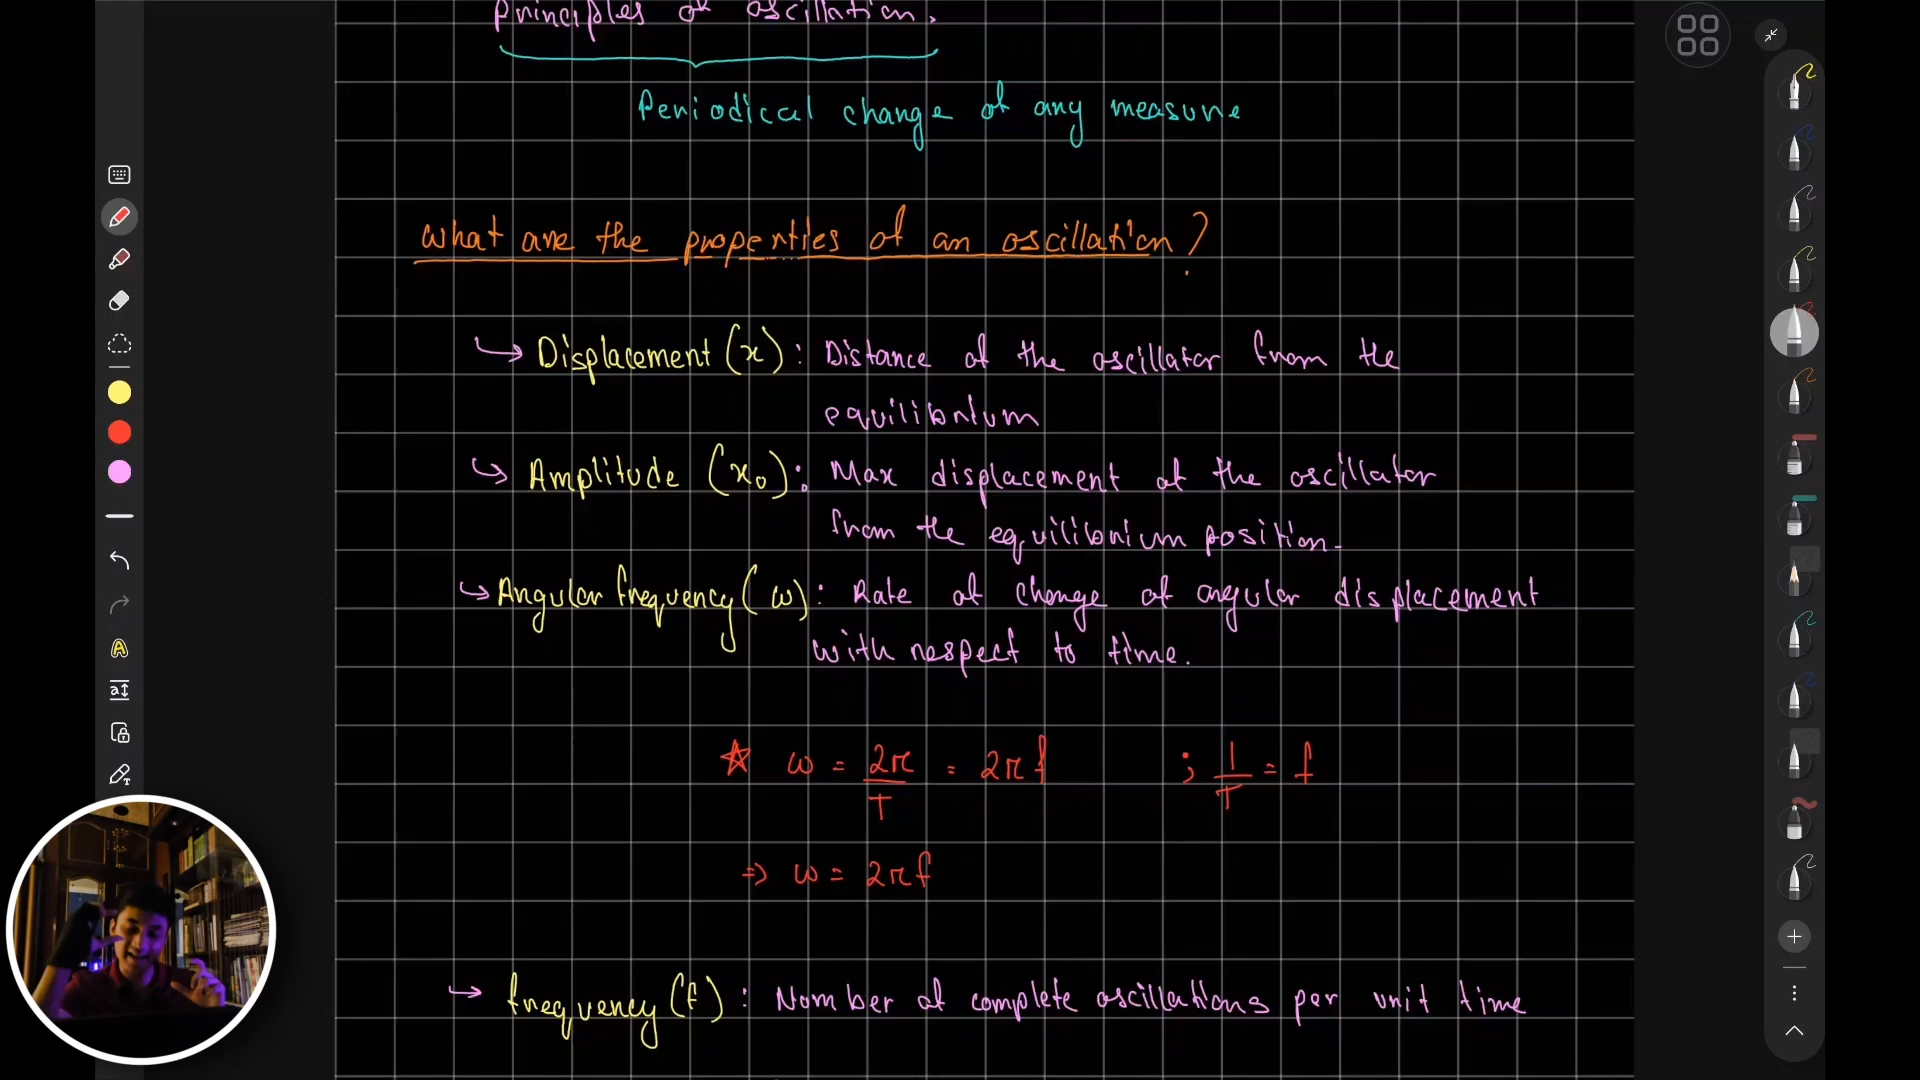 Principles of oscillation.
Periodical change of any measure
What are the properties of an oscillation?
↳ Displacement (x): Distance of the oscillator from the
equilibrium
↳ Amplitude (x₀): Max displacement of the oscillator
from the equilibrium position.
↳ Angular frequency (ω): Rate of change of angular displacement
with respect to time.
☆ ω = 2π/T = 2πf ; 1/T = f
⇒ ω = 2πf
↳ frequency (f): Number of complete oscillations per unit time